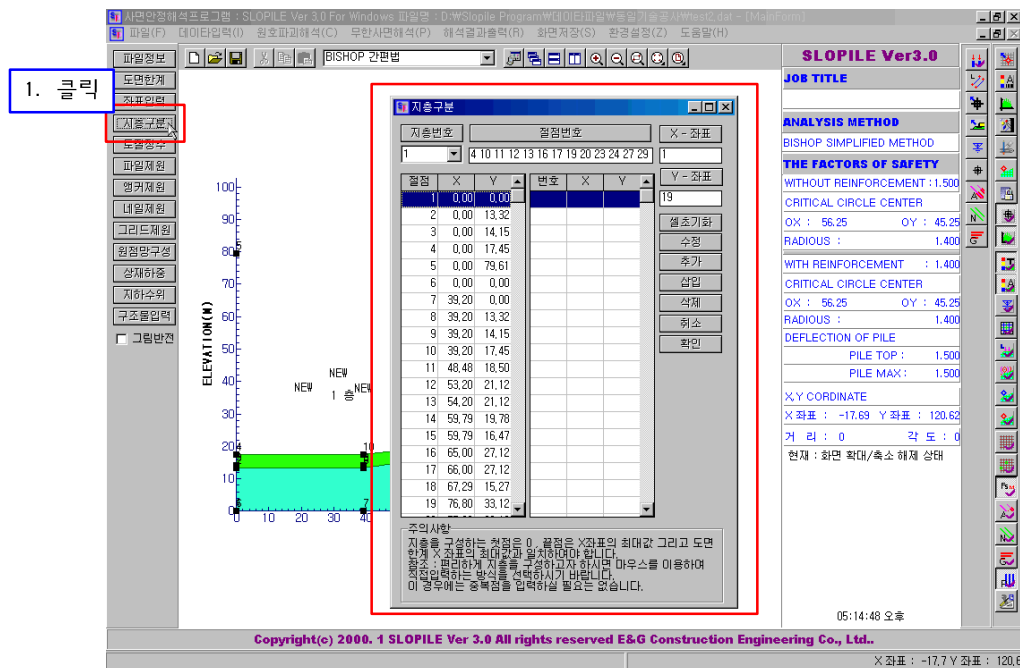 사면안정해석프로그램 : SLOPILE Ver 3,0 For Windows 파일명 : D:₩Slopile Program₩데이타파일₩동일기술공사₩test2,dat - [MainForm]
파일(F) 데이타입력(I) 원호파괴해석(C) 무한사면해석(P) 해석결과출력(R) 화면저장(S) 환경설정(Z) 도움말(H)
BISHOP 간편법
1. 클릭
파일정보
도면한계
좌표입력
지층구분
토질정수
파일제원
앵커제원
네일제원
그리드제원
원점망구성
상재하중
지하수위
구조물입력
그림반전
ELEVATION(M)
100
90
80
70
60
50
40
30
20
10
0
0 10 20 30 40
NEW
NEW
NEW
1 층
5
4
10
6
7
지층구분
지층번호 절점번호 X - 좌표
1 4 10 11 12 13 16 17 19 20 23 24 27 29 1
Y - 좌표
19
절점 X Y 번호 X Y
1 0,00 0,00
2 0,00 13,32
3 0,00 14,15
4 0,00 17,45
5 0,00 79,61
6 0,00 0,00
7 39,20 0,00
8 39,20 13,32
9 39,20 14,15
10 39,20 17,45
11 48,48 18,50
12 53,20 21,12
13 54,20 21,12
14 59,79 19,78
15 59,79 16,47
16 65,00 27,12
17 66,00 27,12
18 67,29 15,27
19 76,80 33,12
셀초기화
수정
추가
삽입
삭제
취소
확인
주의사항
지층을 구성하는 첫점은 0 , 끝점은 X좌표의 최대값 그리고 도면
한계 X 좌표의 최대값과 일치하여야 합니다.
참조 : 편리하게 지층을 구성하고자 하시면 마우스를 이용하여
직접입력하는 방식을 선택하시기 바랍니다.
이 경우에는 중복점을 입력하실 필요는 없습니다.
SLOPILE Ver3.0
JOB TITLE
ANALYSIS METHOD
BISHOP SIMPLIFIED METHOD
THE FACTORS OF SAFETY
WITHOUT REINFORCEMENT : 1.500
CRITICAL CIRCLE CENTER
OX : 56.25 OY : 45.25
RADIOUS : 1.400
WITH REINFORCEMENT : 1.400
CRITICAL CIRCLE CENTER
OX : 56.25 OY : 45.25
RADIOUS : 1.400
DEFLECTION OF PILE
PILE TOP : 1.500
PILE MAX : 1.500
X,Y CORDINATE
X 좌표 : -17.69 Y 좌표 : 120.62
거 리 : 0 각 도 : 0
현재 : 화면 확대/축소 해제 상태
05:14:48 오후
Copyright(c) 2000. 1 SLOPILE Ver 3.0 All rights reserved E&G Construction Engineering Co., Ltd..
X 좌표 : -17,7 Y 좌표 : 120,6